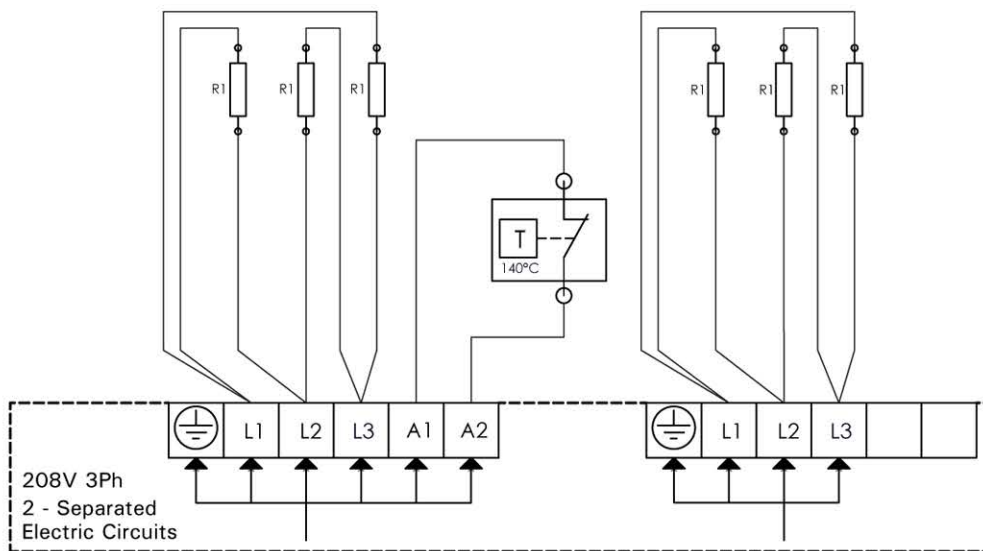 R1 R1 R1 R1 R1 R1
T
140°C
L1 L2 L3 A1 A2 L1 L2 L3
208V 3Ph
2 - Separated
Electric Circuits